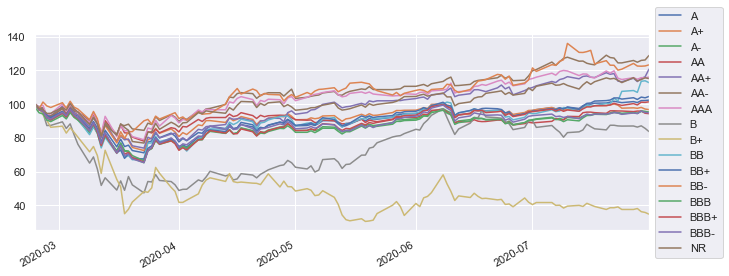 140
120
100
80
60
40
2020-03
2020-04
2020-05
2020-06
2020-07
A
A+
A-
AA
AA+
AA-
AAA
B
B+
BB
BB+
BB-
BBB
BBB+
BBB-
NR